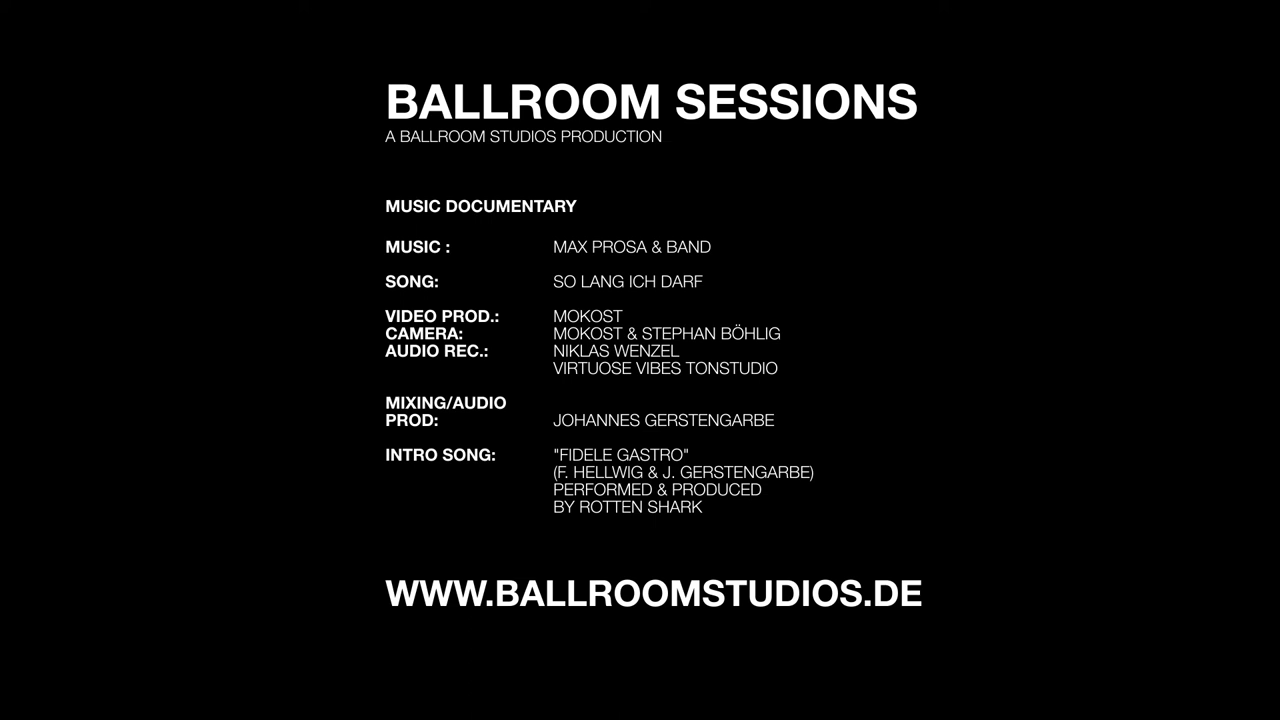 BALLROOM SESSIONS
A BALLROOM STUDIOS PRODUCTION
MUSIC DOCUMENTARY
MUSIC : MAX PROSA & BAND
SONG: SO LANG ICH DARF
VIDEO PROD.: MOKOST
CAMERA: MOKOST & STEPHAN BÖHLIG
AUDIO REC.: NIKLAS WENZEL
VIRTUOSE VIBES TONSTUDIO
MIXING/AUDIO
PROD: JOHANNES GERSTENGARBE
INTRO SONG: "FIDELE GASTRO"
(F. HELLWIG & J. GERSTENGARBE)
PERFORMED & PRODUCED
BY ROTTEN SHARK
WWW.BALLROOMSTUDIOS.DE